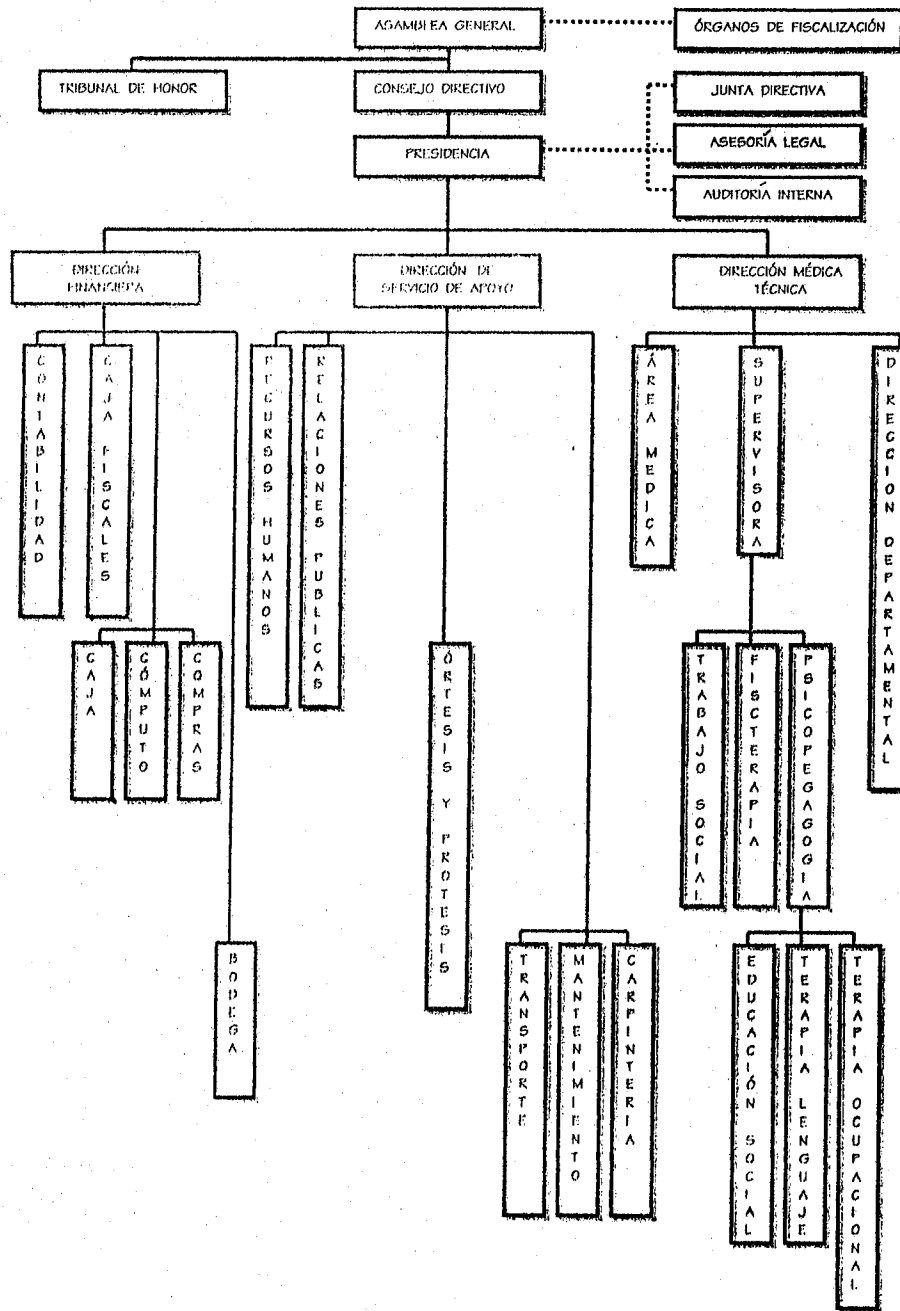 ASAMBLEA GENERAL
ÓRGANOS DE FISCALIZACIÓN
TRIBUNAL DE HONOR
CONSEJO DIRECTIVO
JUNTA DIRECTIVA
PRESIDENCIA
ASESORÍA LEGAL
AUDITORÍA INTERNA
DIRECCIÓN
FINANCIERA
DIRECCIÓN DE
SERVICIO DE APOYO
DIRECCIÓN MÉDICA
TÉCNICA
CONTABILIDAD
CAJA FISCALES
RECURSOS HUMANOS
RELACIONES PUBLICAS
ÁREA MEDICA
SUPERVISORA
DIRECCION DEPARTAMENTAL
CAJA
CÓMPUTO
COMPRAS
ÓRTESIS Y PROTESIS
TRABAJO SOCIAL
FISCTERAPIA
PSICOPEGAGOGIA
BODEGA
TRANSPORTE
MANTENIMIENTO
CARPINTERIA
EDUCACIÓN SOCIAL
TERAPIA LENGUAJE
TERAPIA OCUPACIONAL